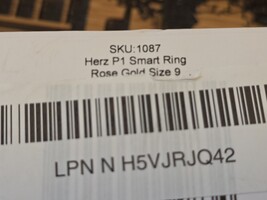 SKU:1087
Herz P1 Smart Ring
Rose Gold Size 9
LPN N H5VJRJQ42